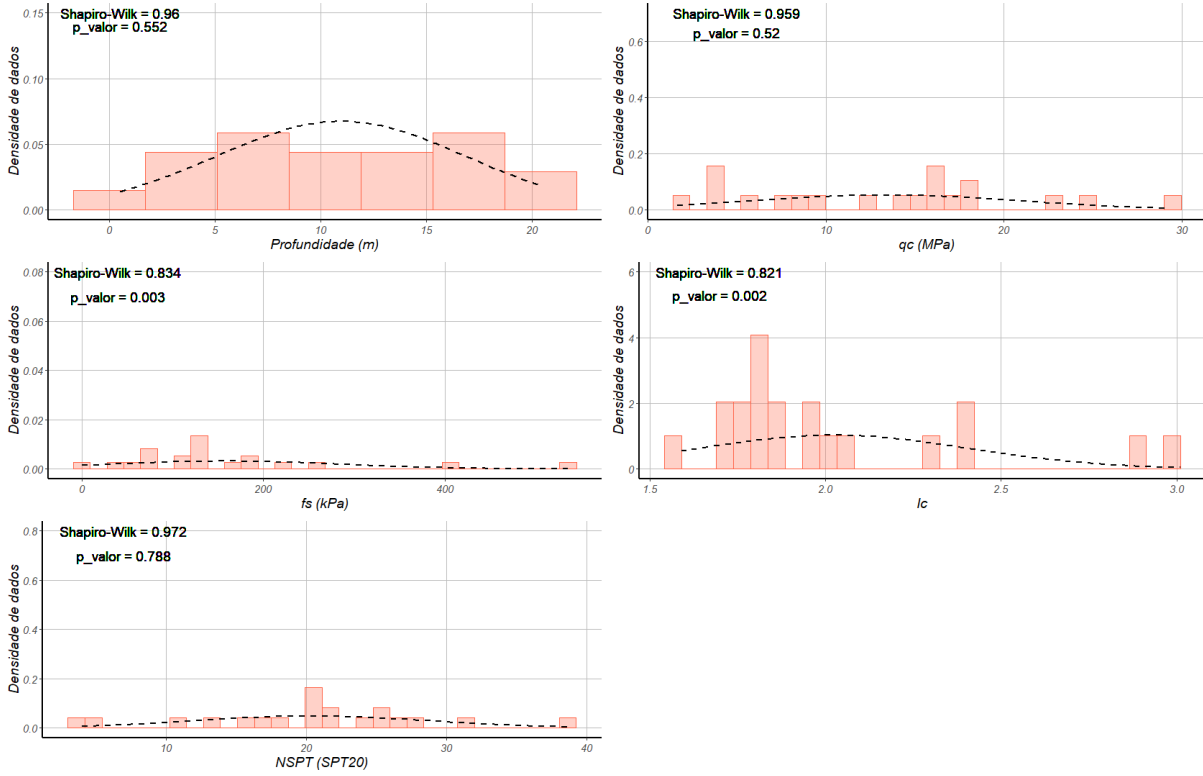 Shapiro-Wilk = 0.96
p_valor = 0.552
Densidade de dados
0.15
0.10
0.05
0.00
0
5
10
15
20
Profundidade (m)
Shapiro-Wilk = 0.959
p_valor = 0.52
Densidade de dados
0.6
0.4
0.2
0.0
0
10
20
30
qc (MPa)
Shapiro-Wilk = 0.834
p_valor = 0.003
Densidade de dados
0.08
0.06
0.04
0.02
0.00
0
200
400
fs (kPa)
Shapiro-Wilk = 0.821
p_valor = 0.002
Densidade de dados
6
4
2
0
1.5
2.0
2.5
3.0
Ic
Shapiro-Wilk = 0.972
p_valor = 0.788
Densidade de dados
0.8
0.6
0.4
0.2
0.0
10
20
30
40
NSPT (SPT20)